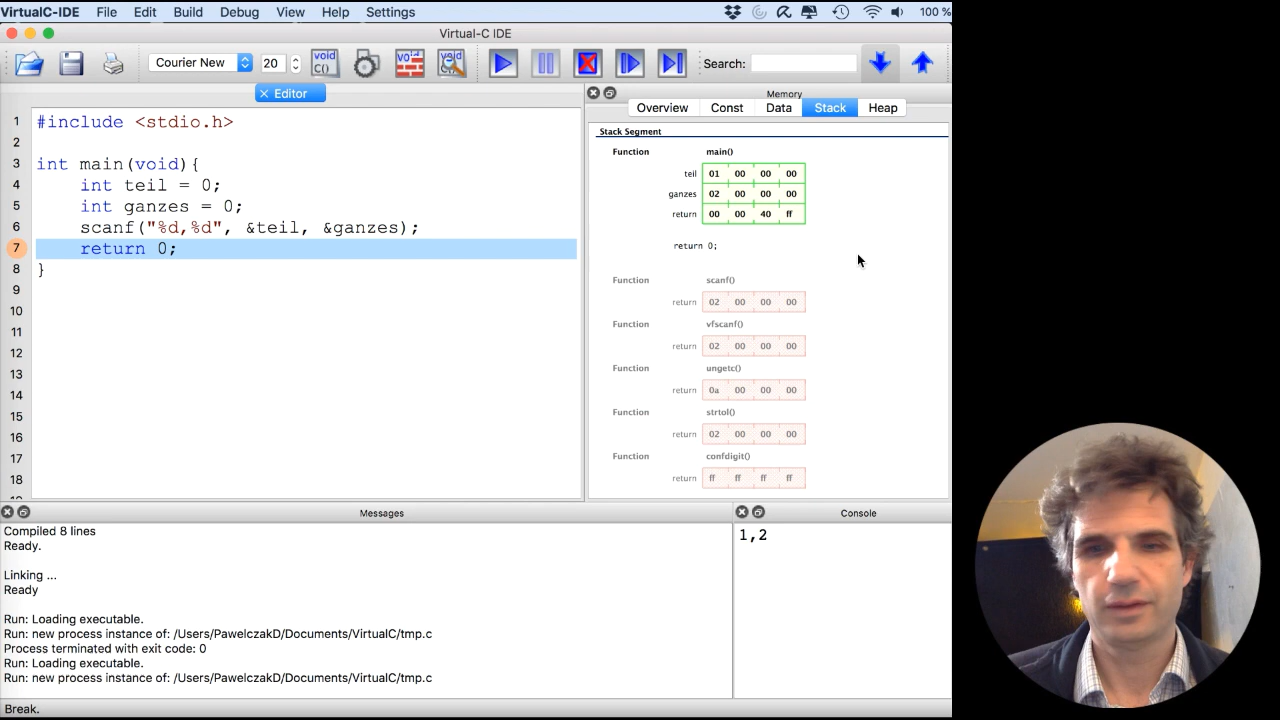 VirtualC-IDE File Edit Build Debug View Help Settings 100 %
Virtual-C IDE
Courier New 20 void C() Search:
Editor
Memory
Overview Const Data Stack Heap
1 #include <stdio.h>
2
3 int main(void){
4 int teil = 0;
5 int ganzes = 0;
6 scanf("%d,%d", &teil, &ganzes);
7 return 0;
8 }
9
10
11
12
13
14
15
16
17
18
Stack Segment
Function main()
teil 01 00 00 00
ganzes 02 00 00 00
return 00 00 40 ff
return 0;
Function scanf()
return 02 00 00 00
Function vfscanf()
return 02 00 00 00
Function ungetc()
return 0a 00 00 00
Function strtol()
return 02 00 00 00
Function confdigit()
return ff ff ff ff
Messages
Compiled 8 lines
Ready.
Linking ...
Ready
Run: Loading executable.
Run: new process instance of: /Users/PawelczakD/Documents/VirtualC/tmp.c
Process terminated with exit code: 0
Run: Loading executable.
Run: new process instance of: /Users/PawelczakD/Documents/VirtualC/tmp.c
Console
1,2
Break.